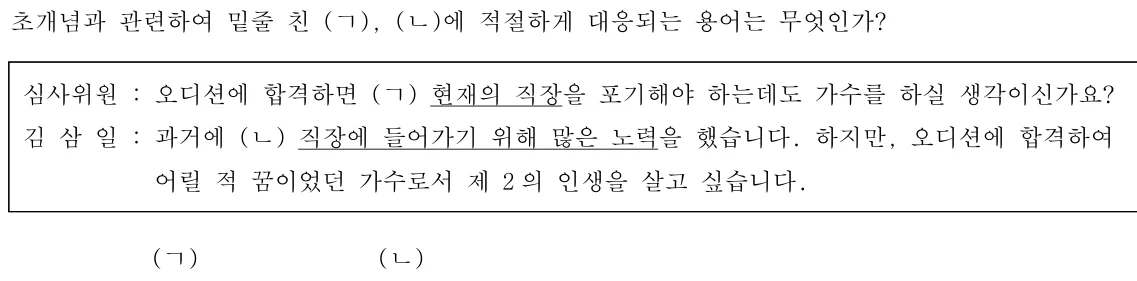 초개념과 관련하여 밑줄 친 (ㄱ), (ㄴ)에 적절하게 대응되는 용어는 무엇인가?
심사위원 : 오디션에 합격하면 (ㄱ) 현재의 직장을 포기해야 하는데도 가수를 하실 생각이신가요?
김 삼 일 : 과거에 (ㄴ) 직장에 들어가기 위해 많은 노력을 했습니다. 하지만, 오디션에 합격하여
어릴 적 꿈이었던 가수로서 제 2의 인생을 살고 싶습니다.
(ㄱ) (ㄴ)